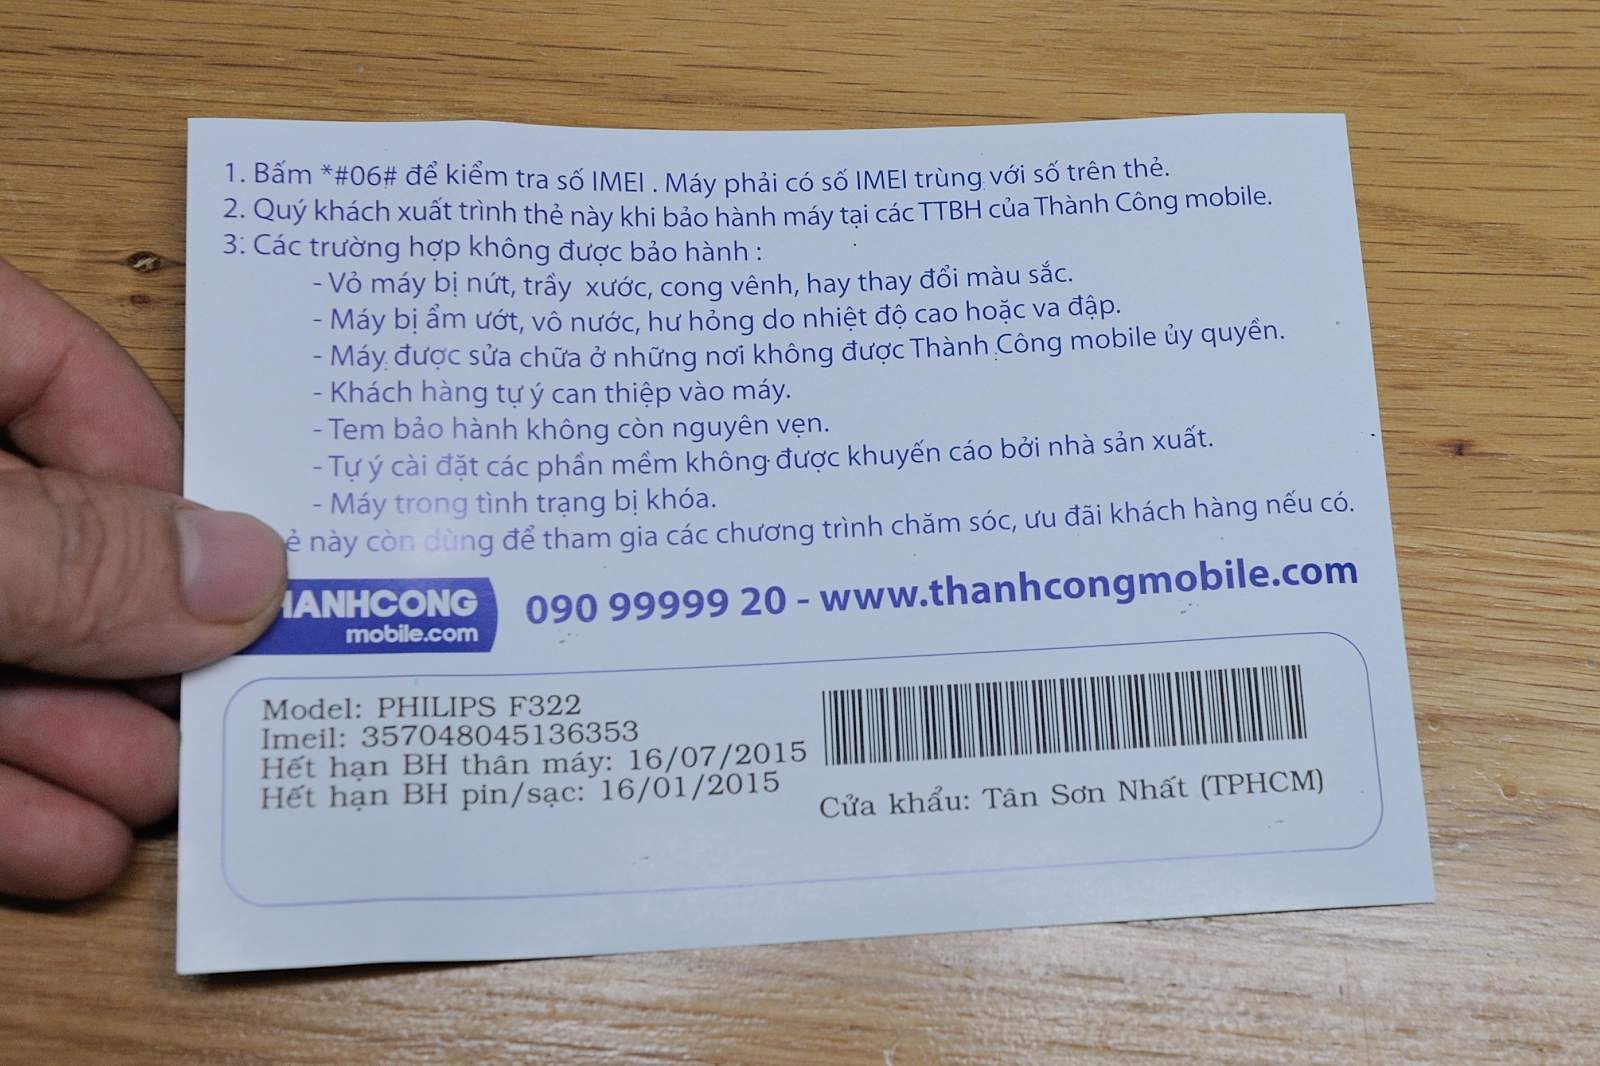 1. Bấm *#06# để kiểm tra số IMEI . Máy phải có số IMEI trùng với số trên thẻ.
2. Quý khách xuất trình thẻ này khi bảo hành máy tại các TTBH của Thành Công mobile.
3. Các trường hợp không được bảo hành :
- Vỏ máy bị nứt, trầy xước, cong vênh, hay thay đổi màu sắc.
- Máy bị ẩm ướt, vô nước, hư hỏng do nhiệt độ cao hoặc va đập.
- Máy được sửa chữa ở những nơi không được Thành Công mobile ủy quyền.
- Khách hàng tự ý can thiệp vào máy.
- Tem bảo hành không còn nguyên vẹn.
- Tự ý cài đặt các phần mềm không được khuyến cáo bởi nhà sản xuất.
- Máy trong tình trạng bị khóa.
này còn dùng để tham gia các chương trình chăm sóc, ưu đãi khách hàng nếu có.
HANHCONG
mobile.com
090 99999 20 - www.thanhcongmobile.com
Model: PHILIPS F322
Imeil: 357048045136353
Hết hạn BH thân máy: 16/07/2015
Hết hạn BH pin/sạc: 16/01/2015
Cửa khẩu: Tân Sơn Nhất (TPHCM)